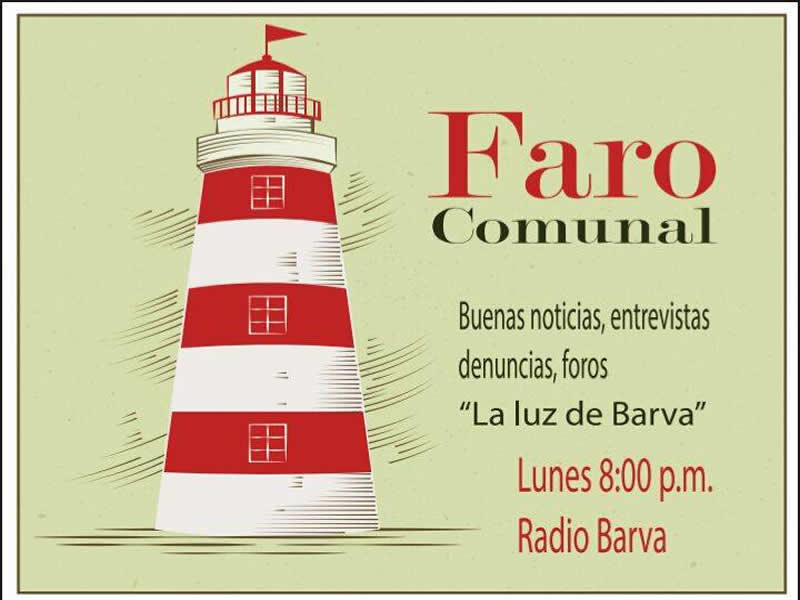 Faro
Comunal
Buenas noticias, entrevistas
denuncias, foros
“La luz de Barva”
Lunes 8:00 p.m.
Radio Barva